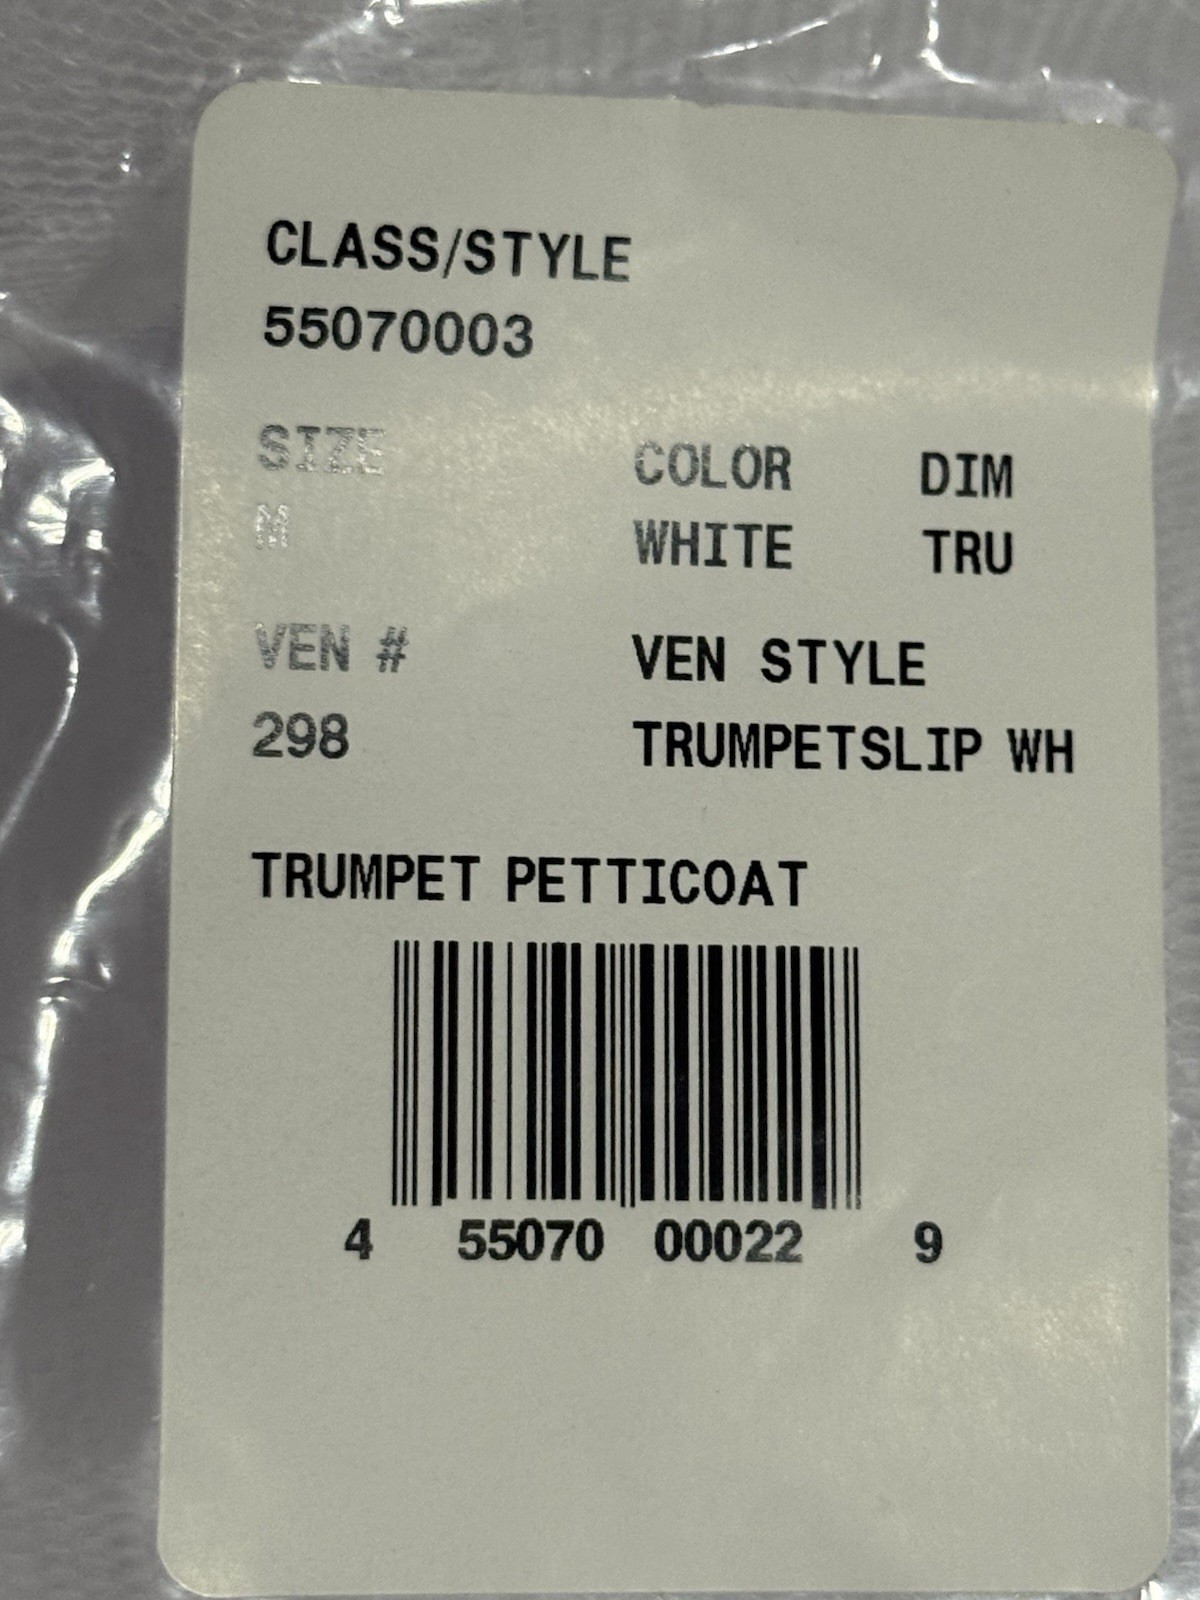 CLASS/STYLE
55070003
SIZE COLOR DIM
M WHITE TRU
VEN # VEN STYLE
298 TRUMPETSLIP WH
TRUMPET PETTICOAT
4 55070 00022 9